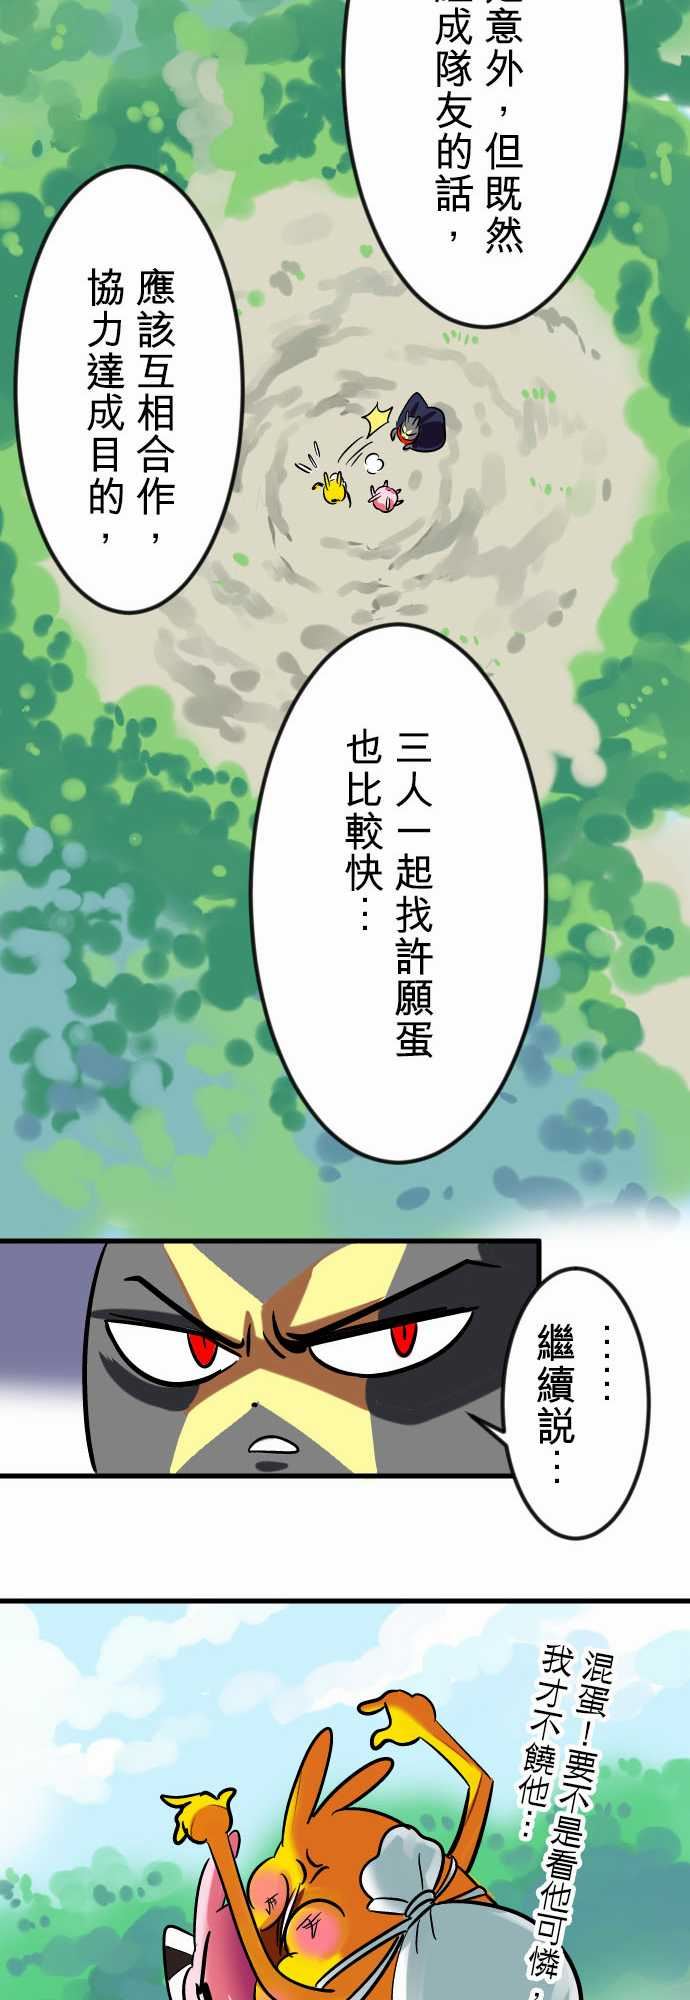 意外，但既然
成隊友的話，
應該互相合作，
協力達成目的，
三人一起找許願蛋
也比較快…
……
繼續說…
混蛋！要不是看他可憐，
我才不饒他…